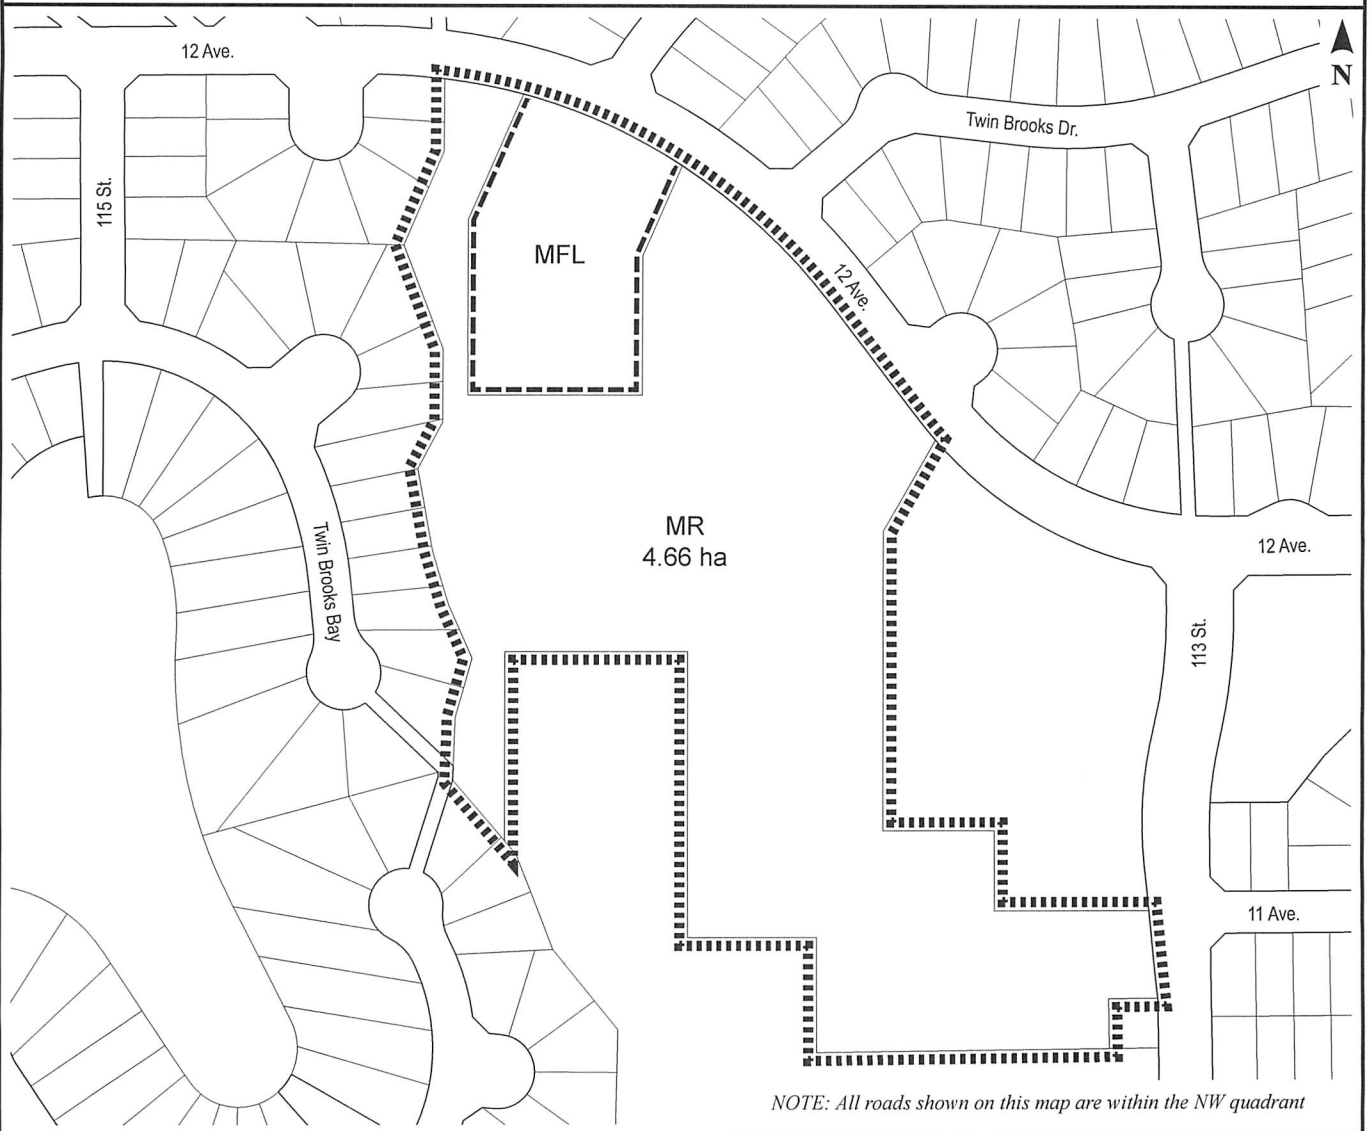 12 Ave.
N
Twin Brooks Dr.
115 St.
MFL
12 Ave.
MR
4.66 ha
12 Ave.
Twin Brooks Bay
113 St.
11 Ave.
NOTE: All roads shown on this map are within the NW quadrant